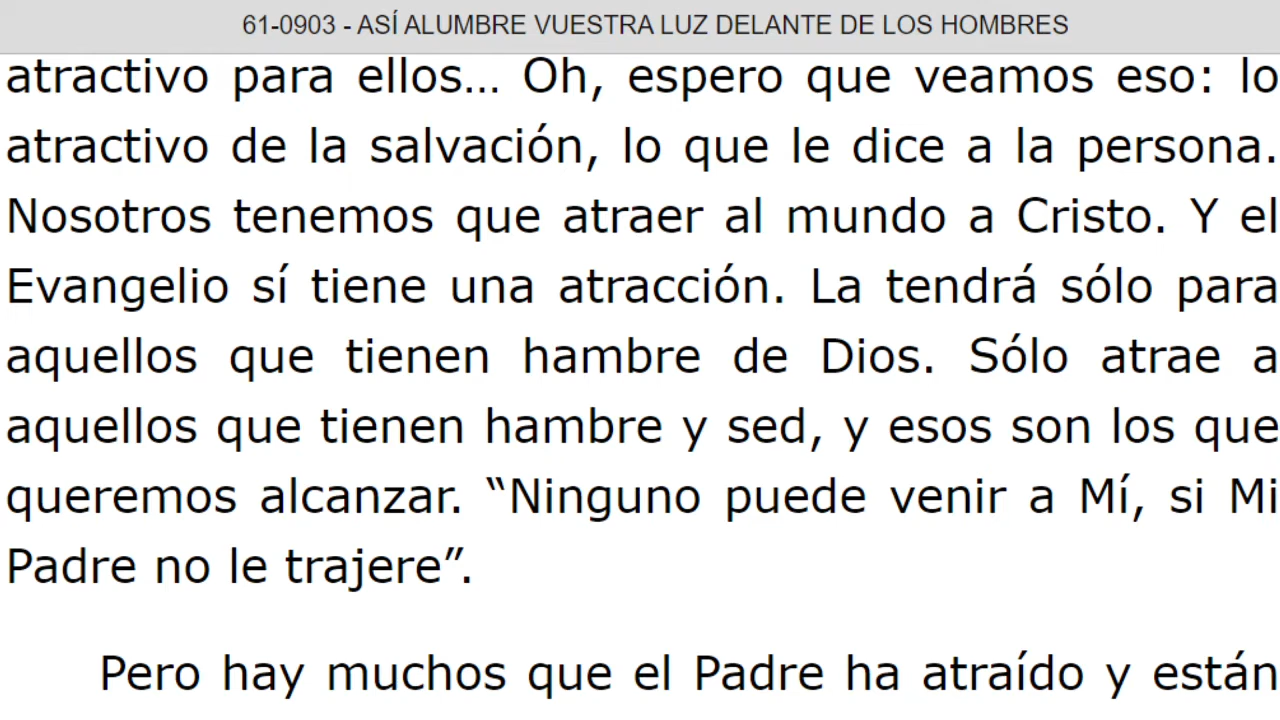 61-0903 - ASÍ ALUMBRE VUESTRA LUZ DELANTE DE LOS HOMBRES
atractivo para ellos… Oh, espero que veamos eso: lo
atractivo de la salvación, lo que le dice a la persona.
Nosotros tenemos que atraer al mundo a Cristo. Y el
Evangelio sí tiene una atracción. La tendrá sólo para
aquellos que tienen hambre de Dios. Sólo atrae a
aquellos que tienen hambre y sed, y esos son los que
queremos alcanzar. “Ninguno puede venir a Mí, si Mi
Padre no le trajere”.
Pero hay muchos que el Padre ha atraído y están